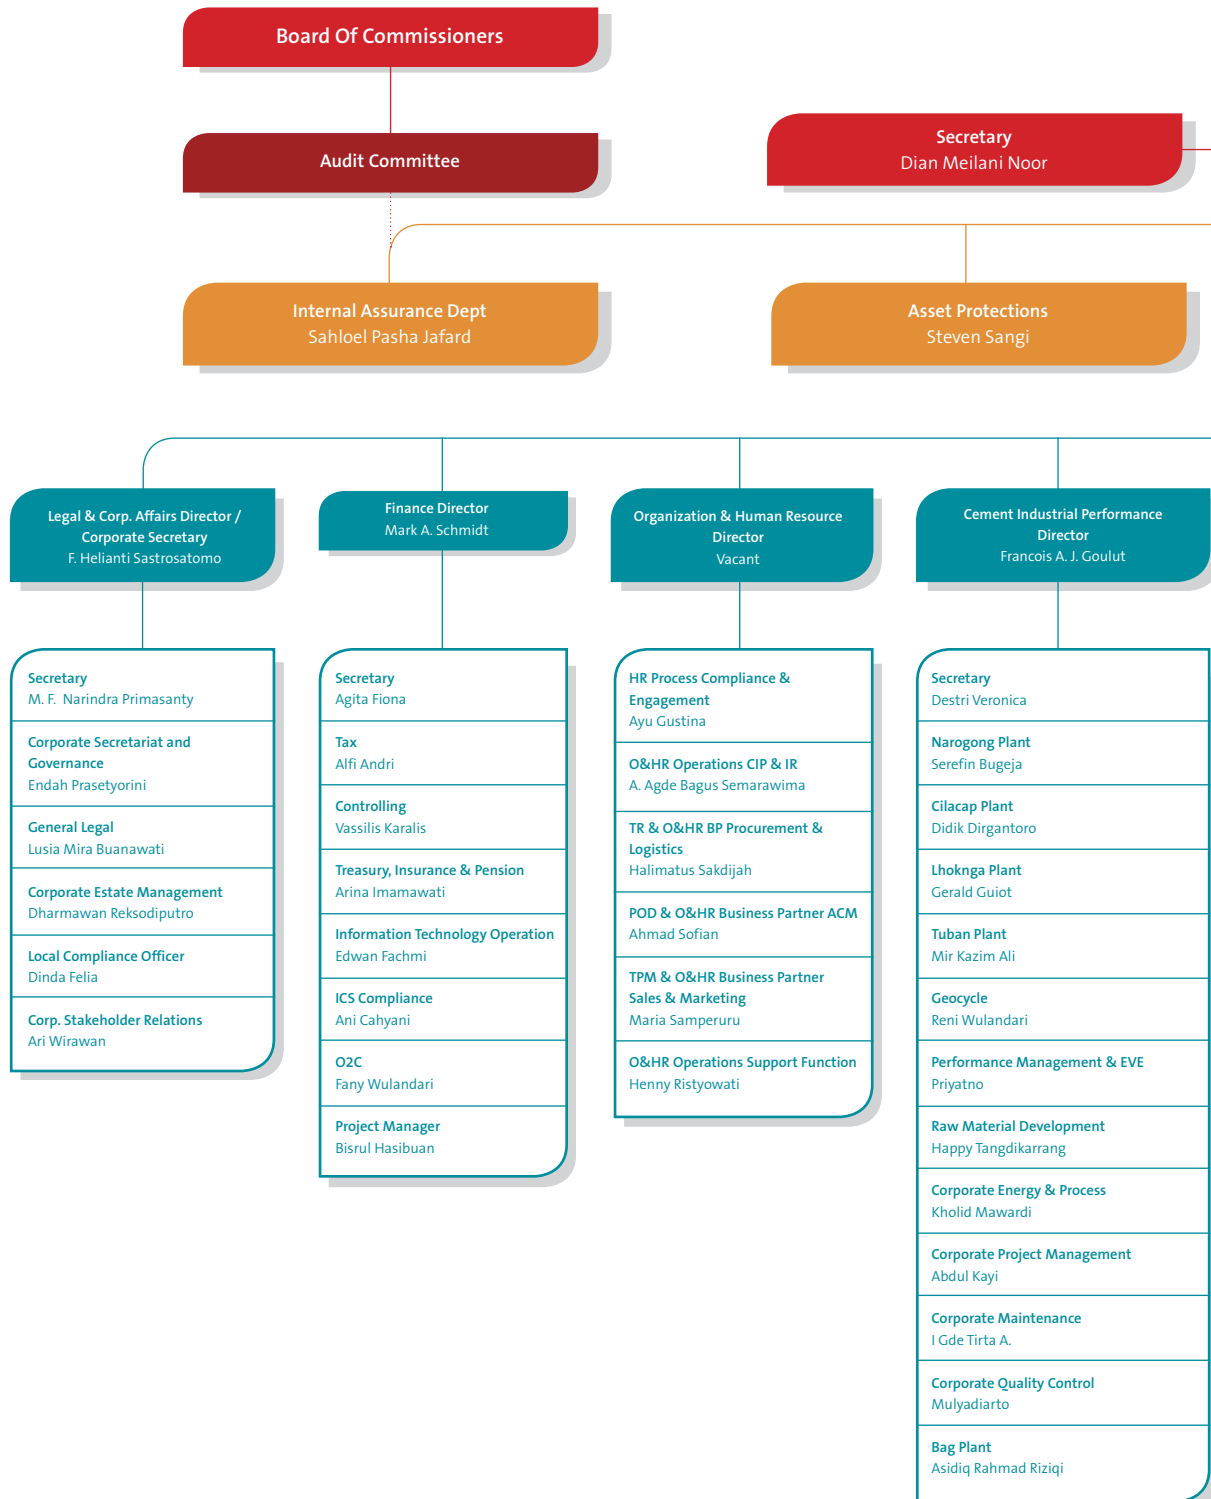 Board Of Commissioners
Audit Committee
Secretary
Dian Meilani Noor
Internal Assurance Dept
Sahloel Pasha Jafard
Asset Protections
Steven Sangi
Legal & Corp. Affairs Director /
Corporate Secretary
F. Helianti Sastrosatomo
Secretary
M. F. Narindra Primasanty
Corporate Secretariat and
Governance
Endah Prasetyorini
General Legal
Lusia Mira Buanawati
Corporate Estate Management
Dharmawan Reksodiputro
Local Compliance Officer
Dinda Felia
Corp. Stakeholder Relations
Ari Wirawan
Finance Director
Mark A. Schmidt
Secretary
Agita Fiona
Tax
Alfi Andri
Controlling
Vassilis Karalis
Treasury, Insurance & Pension
Arina Imamawati
Information Technology Operation
Edwan Fachmi
ICS Compliance
Ani Cahyani
O2C
Fany Wulandari
Project Manager
Bisrul Hasibuan
Organization & Human Resource
Director
Vacant
HR Process Compliance &
Engagement
Ayu Gustina
O&HR Operations CIP & IR
A. Agde Bagus Semarawima
TR & O&HR BP Procurement &
Logistics
Halimatus Sakdijah
POD & O&HR Business Partner ACM
Ahmad Sofian
TPM & O&HR Business Partner
Sales & Marketing
Maria Samperuru
O&HR Operations Support Function
Henny Ristyowati
Cement Industrial Performance
Director
Francois A. J. Goulut
Secretary
Destri Veronica
Narogong Plant
Serefin Bugeja
Cilacap Plant
Didik Dirgantoro
Lhoknga Plant
Gerald Guiot
Tuban Plant
Mir Kazim Ali
Geocycle
Reni Wulandari
Performance Management & EVE
Priyatno
Raw Material Development
Happy Tangdikarrang
Corporate Energy & Process
Kholid Mawardi
Corporate Project Management
Abdul Kayi
Corporate Maintenance
I Gde Tirta A.
Corporate Quality Control
Mulyadiarto
Bag Plant
Asidiq Rahmad Riziqi